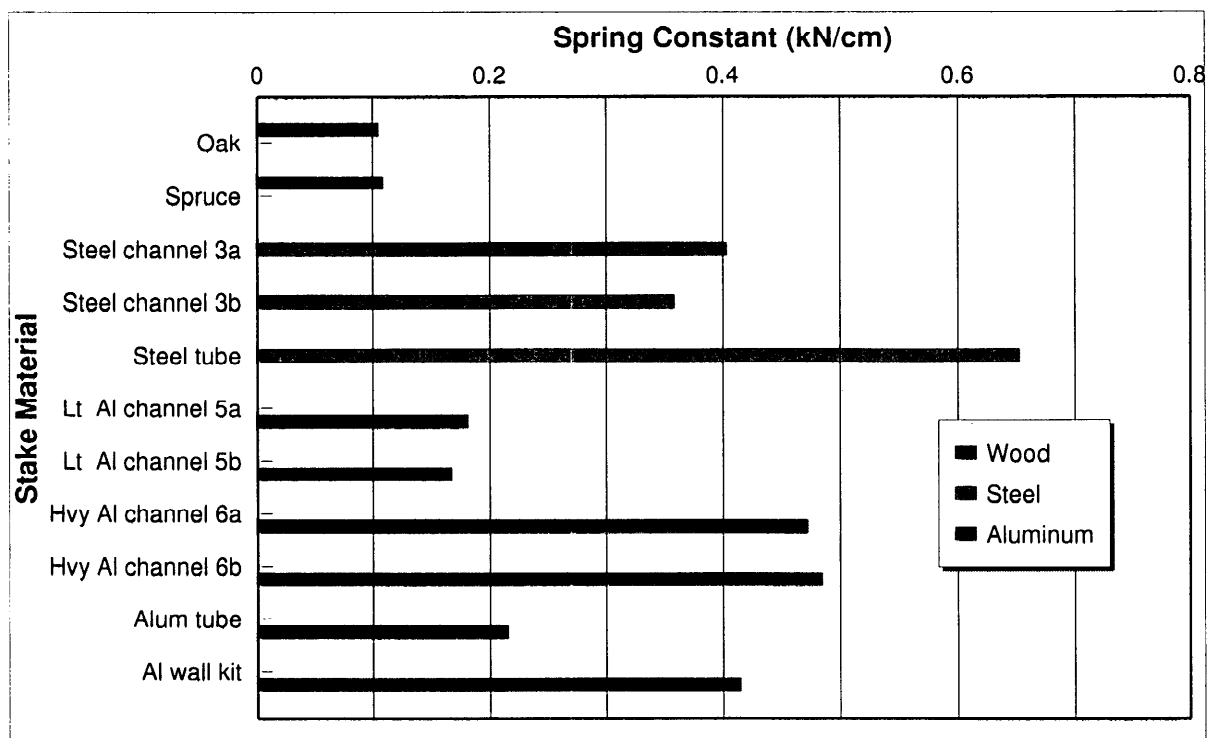 Spring Constant (kN/cm)
0 0.2 0.4 0.6 0.8
Stake Material
Oak
Spruce
Steel channel 3a
Steel channel 3b
Steel tube
Lt Al channel 5a
Lt Al channel 5b
Hvy Al channel 6a
Hvy Al channel 6b
Alum tube
Al wall kit
Wood
Steel
Aluminum